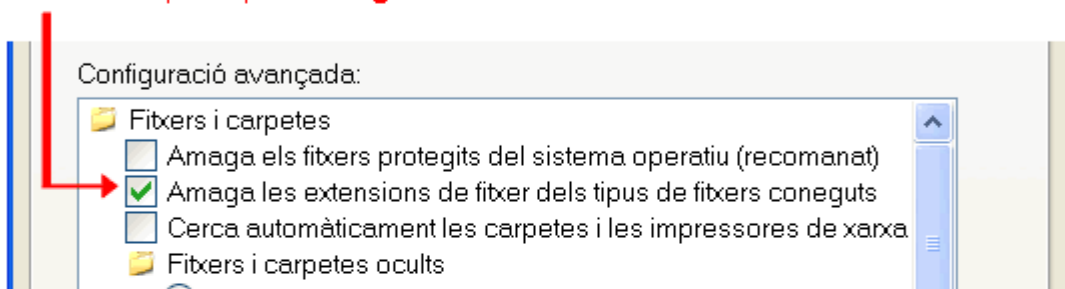 Configuració avançada:
Fitxers i carpetes
Amaga els fitxers protegits del sistema operatiu (recomanat)
Amaga les extensions de fitxer dels tipus de fitxers coneguts
Cerca automàticament les carpetes i les impressores de xarxa
Fitxers i carpetes ocults